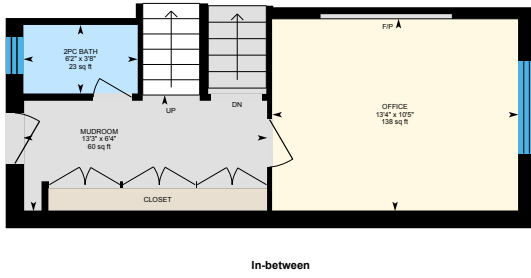 F/P
2PC BATH
6'2" x 3'8"
23 sq ft
UP
DN
OFFICE
13'4" x 10'5"
138 sq ft
MUDROOM
13'3" x 6'4"
60 sq ft
CLOSET
In-between